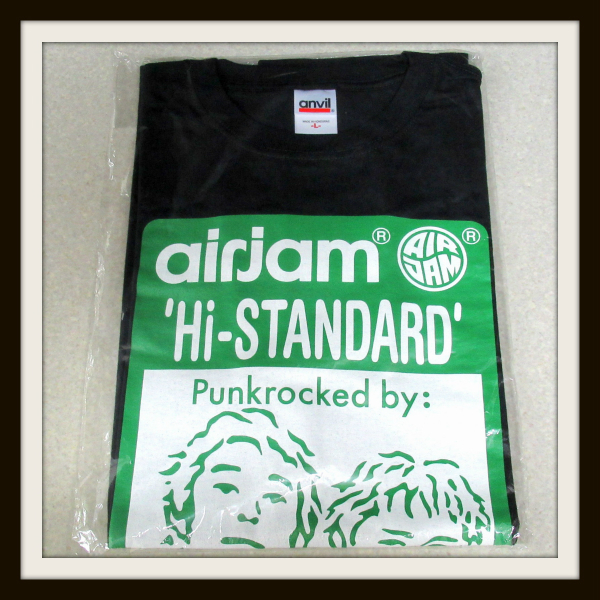 anvil
-L-
airjam® AIR JAM ®
'Hi-STANDARD'
Punkrocked by: